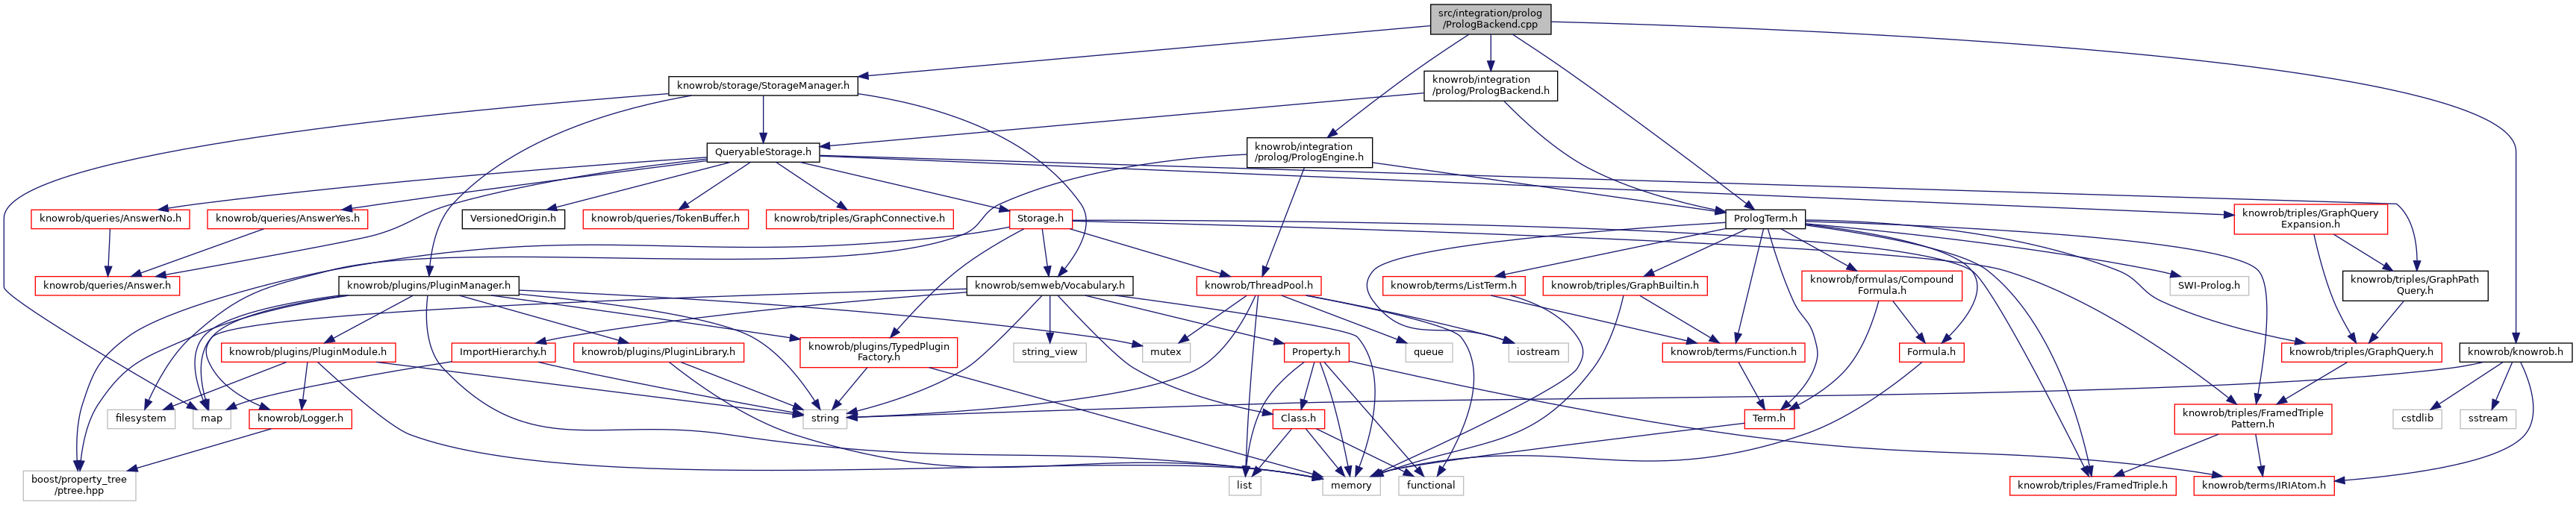 src/integration/prolog
/PrologBackend.cpp
knowrob/storage/StorageManager.h
knowrob/integration
/prolog/PrologBackend.h
QueryableStorage.h
knowrob/integration
/prolog/PrologEngine.h
knowrob/queries/AnswerNo.h
knowrob/queries/AnswerYes.h
VersionedOrigin.h
knowrob/queries/TokenBuffer.h
knowrob/triples/GraphConnective.h
Storage.h
PrologTerm.h
knowrob/triples/GraphQuery
Expansion.h
knowrob/queries/Answer.h
knowrob/plugins/PluginManager.h
knowrob/semweb/Vocabulary.h
knowrob/ThreadPool.h
knowrob/terms/ListTerm.h
knowrob/triples/GraphBuiltin.h
knowrob/formulas/Compound
Formula.h
SWI-Prolog.h
knowrob/triples/GraphPath
Query.h
knowrob/plugins/PluginModule.h
ImportHierarchy.h
knowrob/plugins/PluginLibrary.h
knowrob/plugins/TypedPlugin
Factory.h
string_view
mutex
Property.h
queue
iostream
knowrob/terms/Function.h
Formula.h
knowrob/triples/GraphQuery.h
knowrob/knowrob.h
filesystem
map
knowrob/Logger.h
string
Class.h
Term.h
knowrob/triples/FramedTriple
Pattern.h
cstdlib
sstream
boost/property_tree
/ptree.hpp
list
memory
functional
knowrob/triples/FramedTriple.h
knowrob/terms/IRIAtom.h